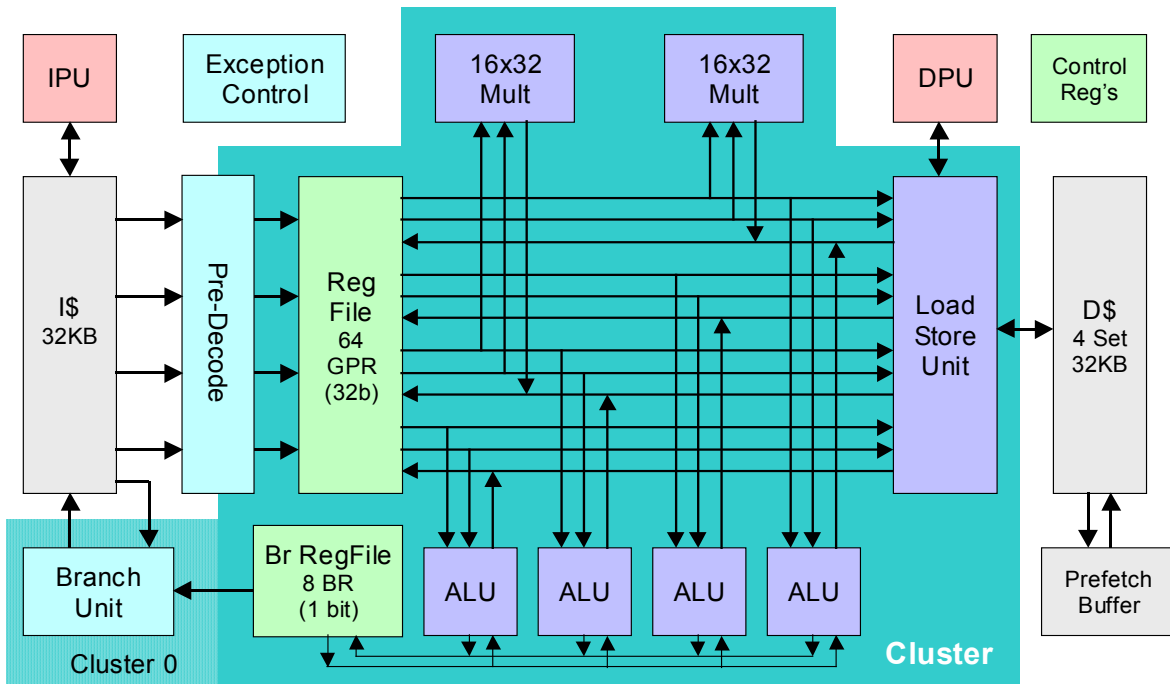 IPU
Exception
Control
16x32
Mult
16x32
Mult
DPU
Control
Reg's
I$
32KB
Pre-Decode
Reg
File
64
GPR
(32b)
Load
Store
Unit
D$
4 Set
32KB
Branch
Unit
Br RegFile
8 BR
(1 bit)
ALU
ALU
ALU
ALU
Prefetch
Buffer
Cluster 0
Cluster